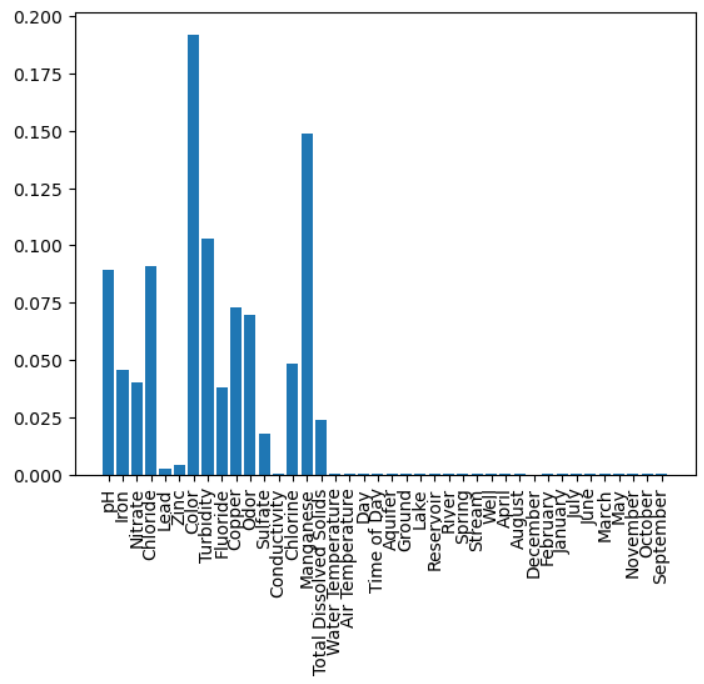 0.200
0.175
0.150
0.125
0.100
0.075
0.050
0.025
0.000
pH
Iron
Nitrate
Chloride
Lead
Zinc
Color
Turbidity
Fluoride
Copper
Odor
Sulfate
Conductivity
Chlorine
Manganese
Total Dissolved Solids
Water Temperature
Air Temperature
Day
Time of Day
Aquifer
Ground
Lake
Reservoir
River
Spring
Stream
Well
April
August
December
February
January
July
June
March
May
November
October
September